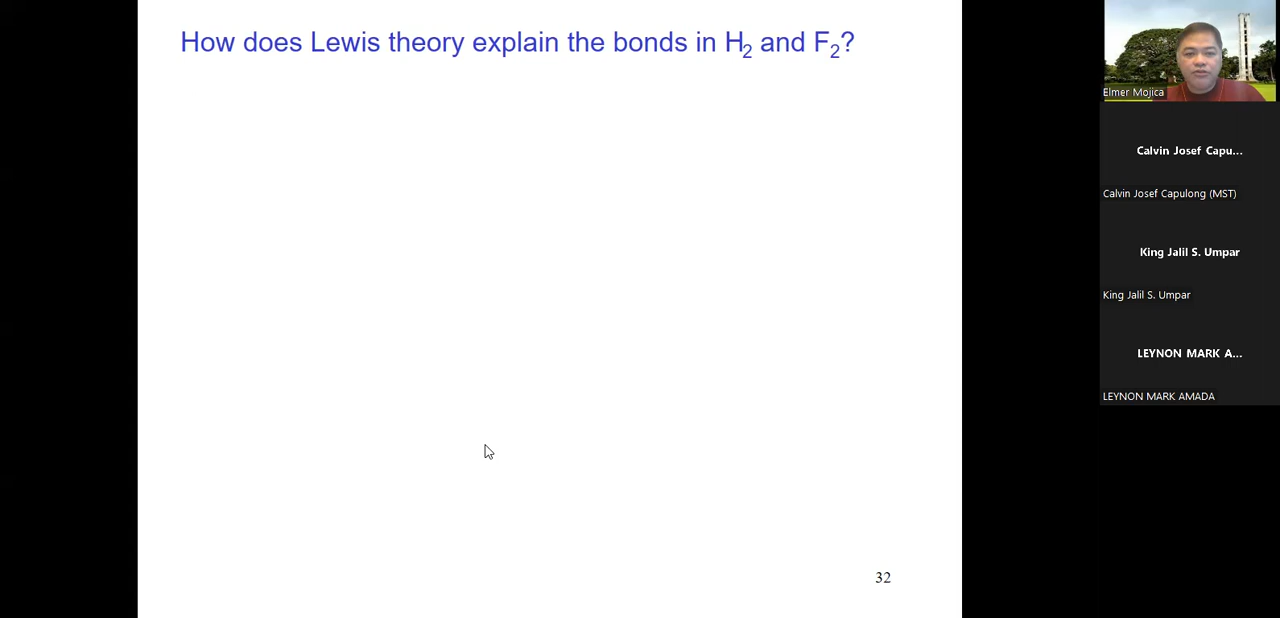 How does Lewis theory explain the bonds in H₂ and F₂?
32
Elmer Mojica
Calvin Josef Capu...
Calvin Josef Capulong (MST)
King Jalil S. Umpar
King Jalil S. Umpar
LEYNON MARK A...
LEYNON MARK AMADA